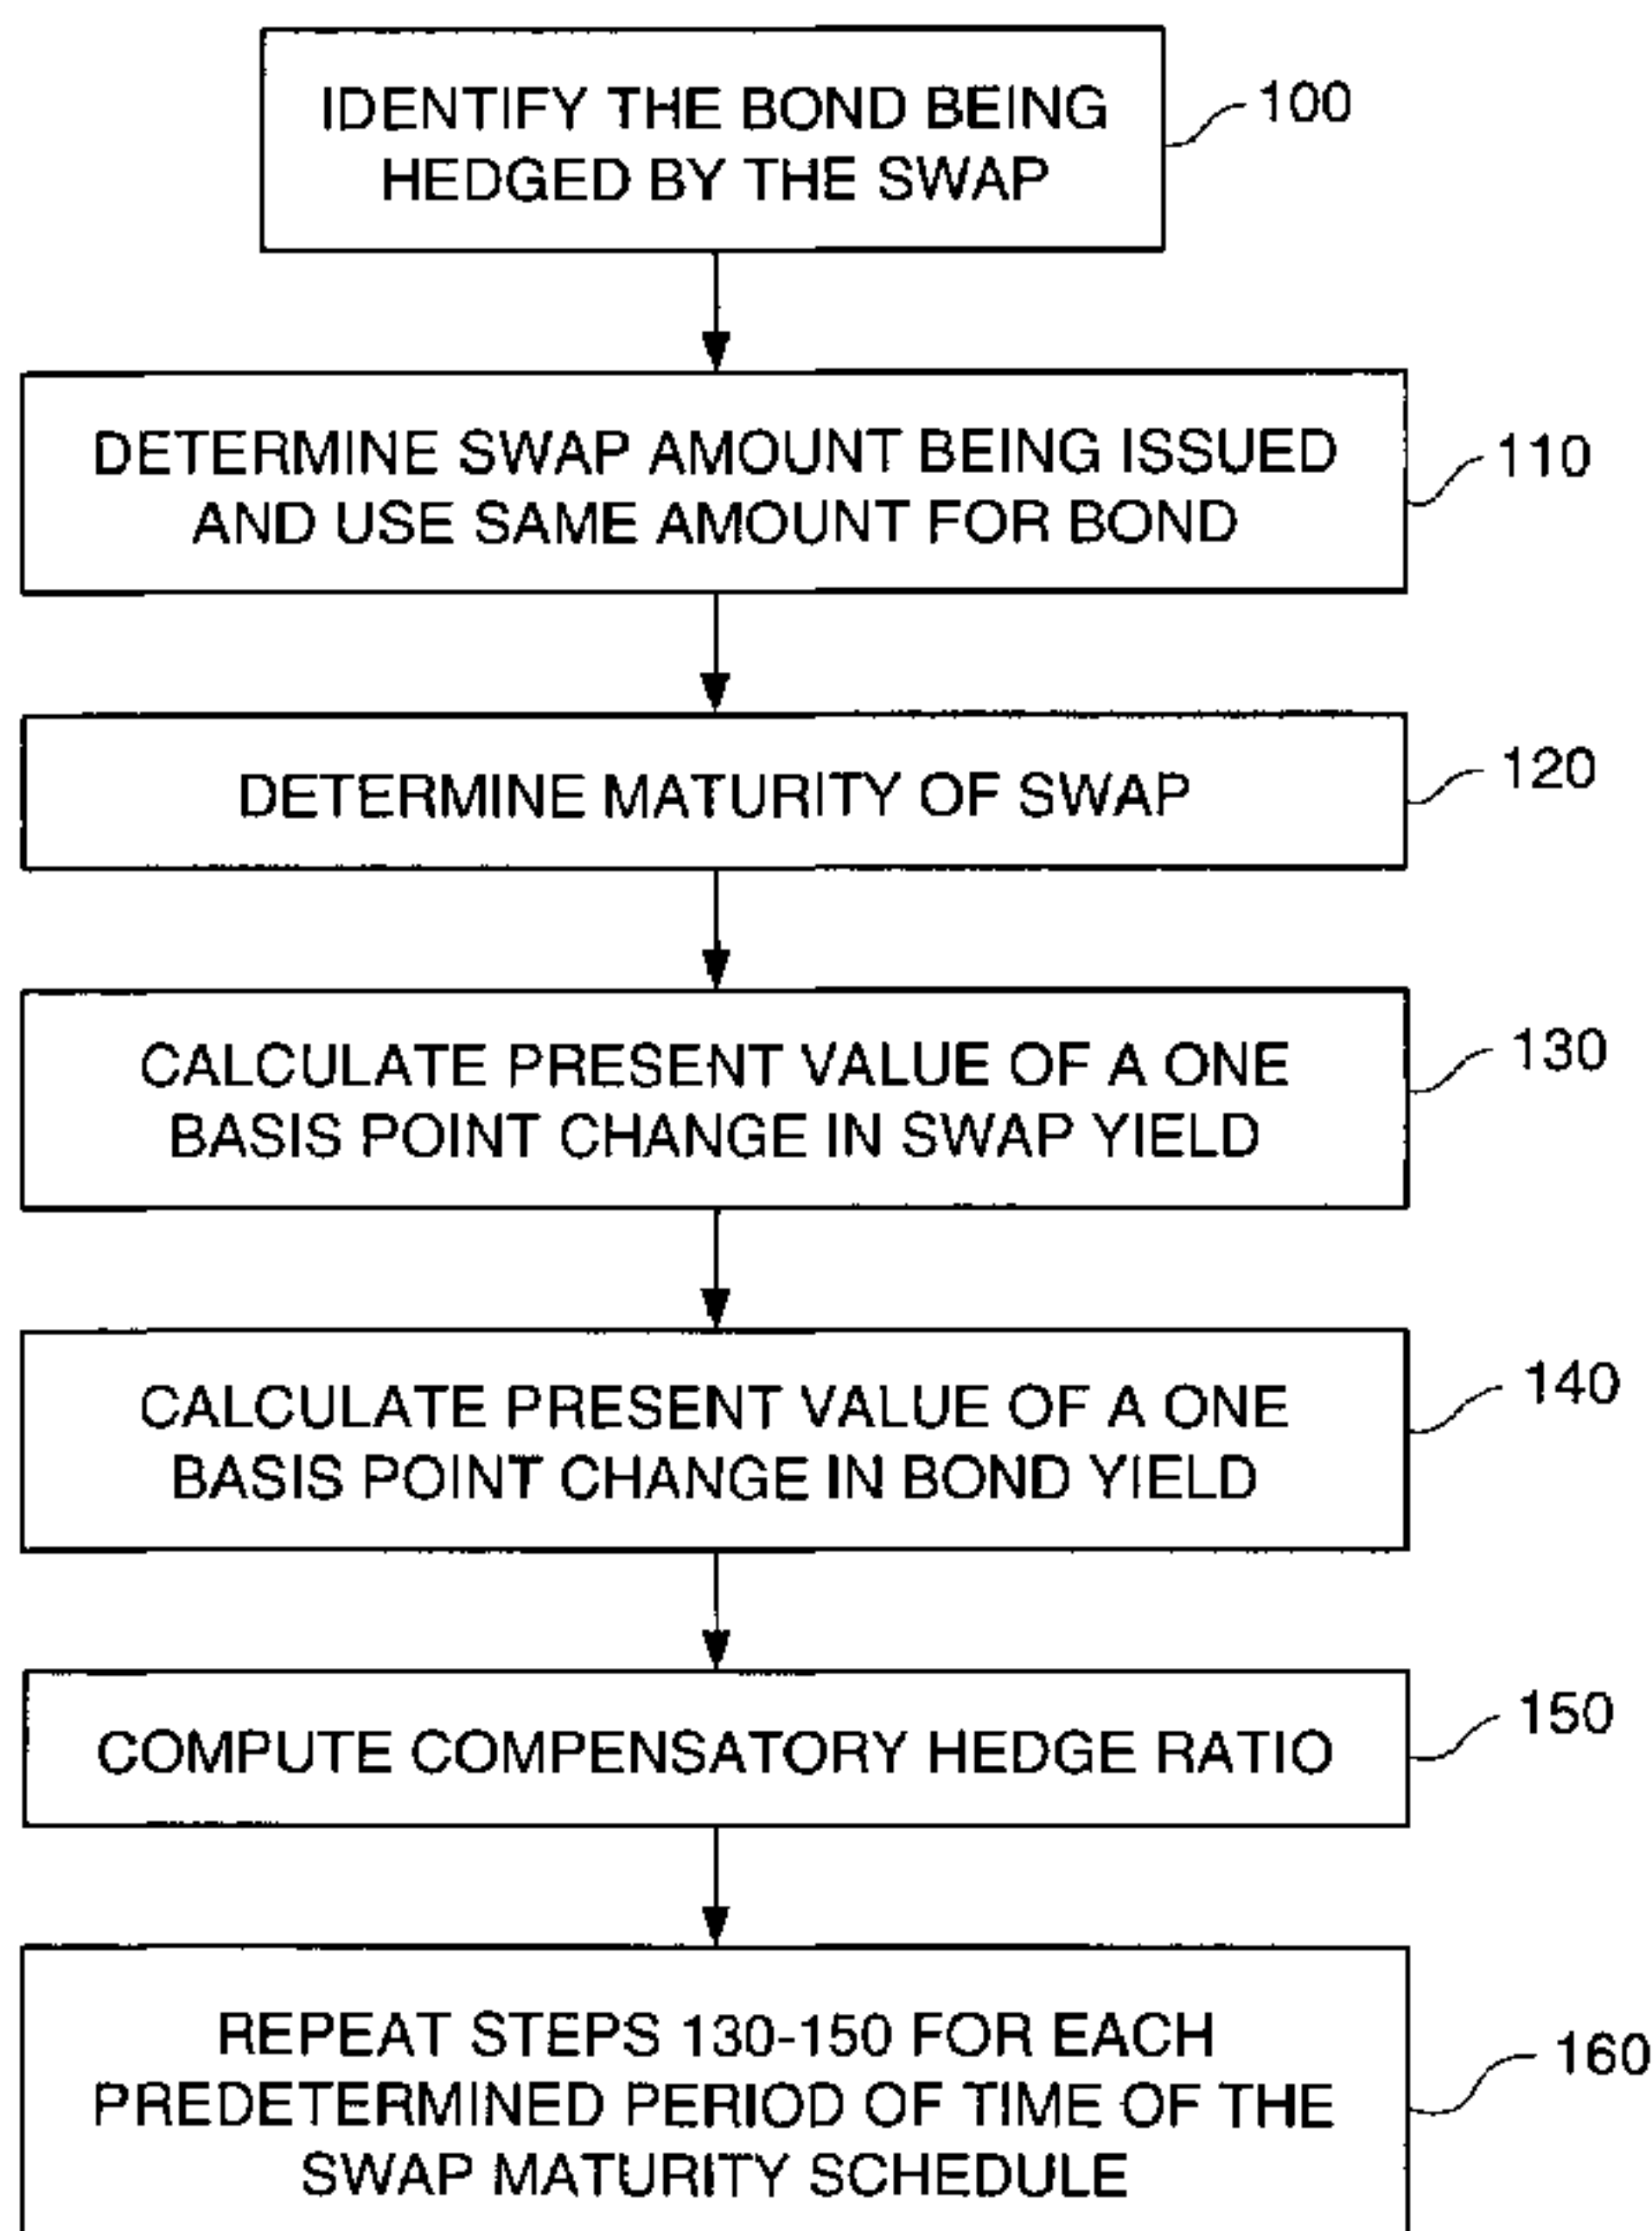 IDENTIFY THE BOND BEING
HEDGED BY THE SWAP
100
DETERMINE SWAP AMOUNT BEING ISSUED
AND USE SAME AMOUNT FOR BOND
110
DETERMINE MATURITY OF SWAP
120
CALCULATE PRESENT VALUE OF A ONE
BASIS POINT CHANGE IN SWAP YIELD
130
CALCULATE PRESENT VALUE OF A ONE
BASIS POINT CHANGE IN BOND YIELD
140
COMPUTE COMPENSATORY HEDGE RATIO
150
REPEAT STEPS 130-150 FOR EACH
PREDETERMINED PERIOD OF TIME OF THE
SWAP MATURITY SCHEDULE
160